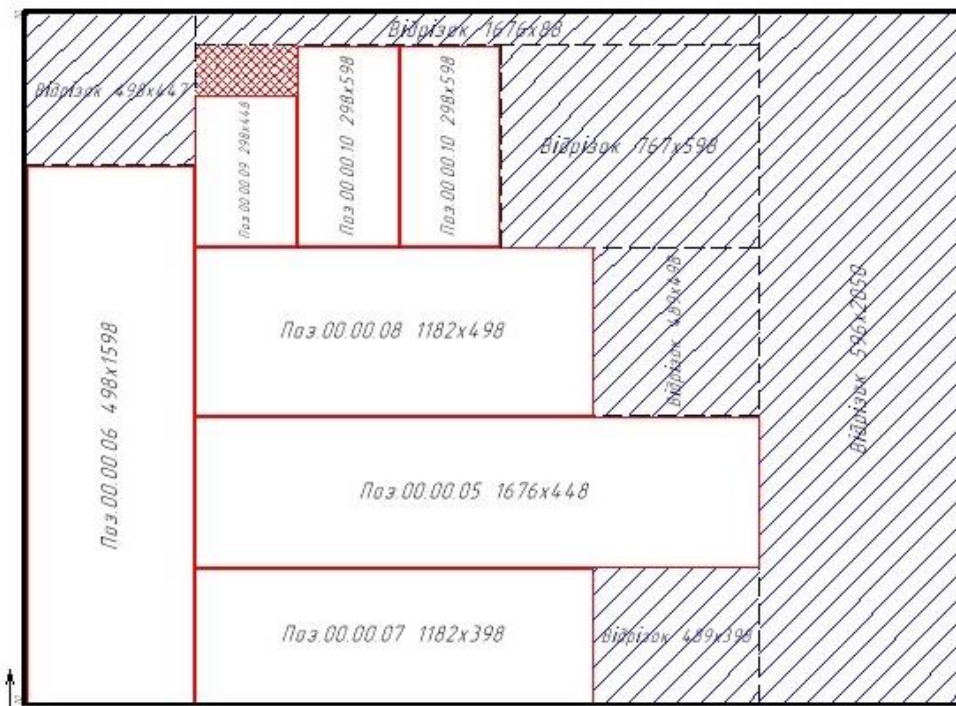 Відрізок 1676х88
Відрізок 498х447
Поз.00.00.09 298х448
Поз.00.00.10 298х598
Поз.00.00.10 298х598
Відрізок 767х598
Поз.00.00.06 498х1598
Поз.00.00.08 1182х498
Відрізок 489х498
Відрізок 596х2050
Поз.00.00.05 1676х448
Поз.00.00.07 1182х398
Відрізок 489х398